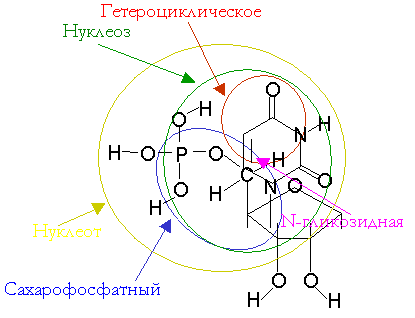 Гетероциклическое
Нуклеоз
O
H
O
H
N
H O P O
H
C
O
O
H
N O
H
N-гликозидная
Нуклеот
O O
Сахарофосфатный
H H